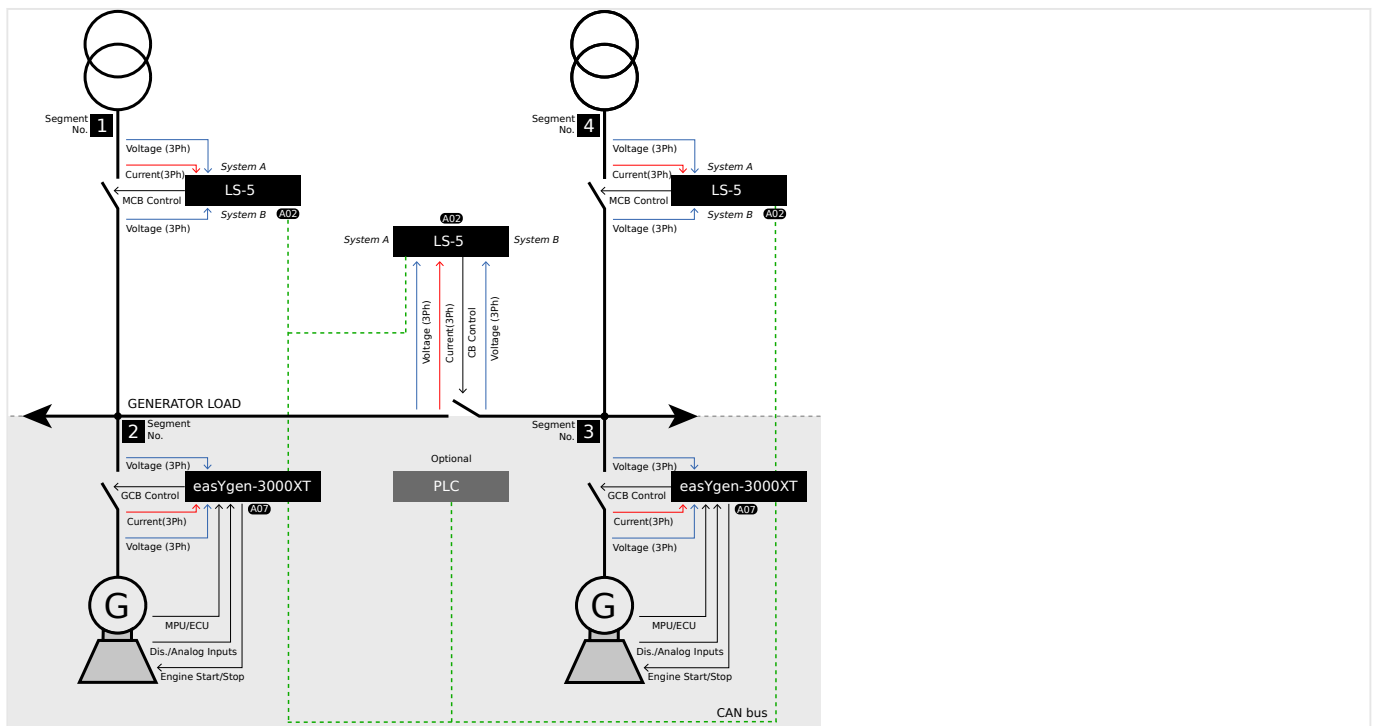 Segment
No.
1
Voltage (3Ph)
System A
Current(3Ph)
LS-5
MCB Control
System B
A02
Voltage (3Ph)
Segment
No.
4
Voltage (3Ph)
System A
Current(3Ph)
LS-5
MCB Control
System B
A02
Voltage (3Ph)
A02
System A
LS-5
System B
Voltage (3Ph)
Current(3Ph)
CB Control
Voltage (3Ph)
GENERATOR LOAD
2
Segment
No.
Segment
No.
3
Voltage (3Ph)
easYgen-3000XT
GCB Control
A07
Current(3Ph)
Voltage (3Ph)
G
MPU/ECU
Dis./Analog Inputs
Engine Start/Stop
Optional
PLC
Voltage (3Ph)
easYgen-3000XT
GCB Control
A07
Current(3Ph)
Voltage (3Ph)
G
MPU/ECU
Dis./Analog Inputs
Engine Start/Stop
CAN bus